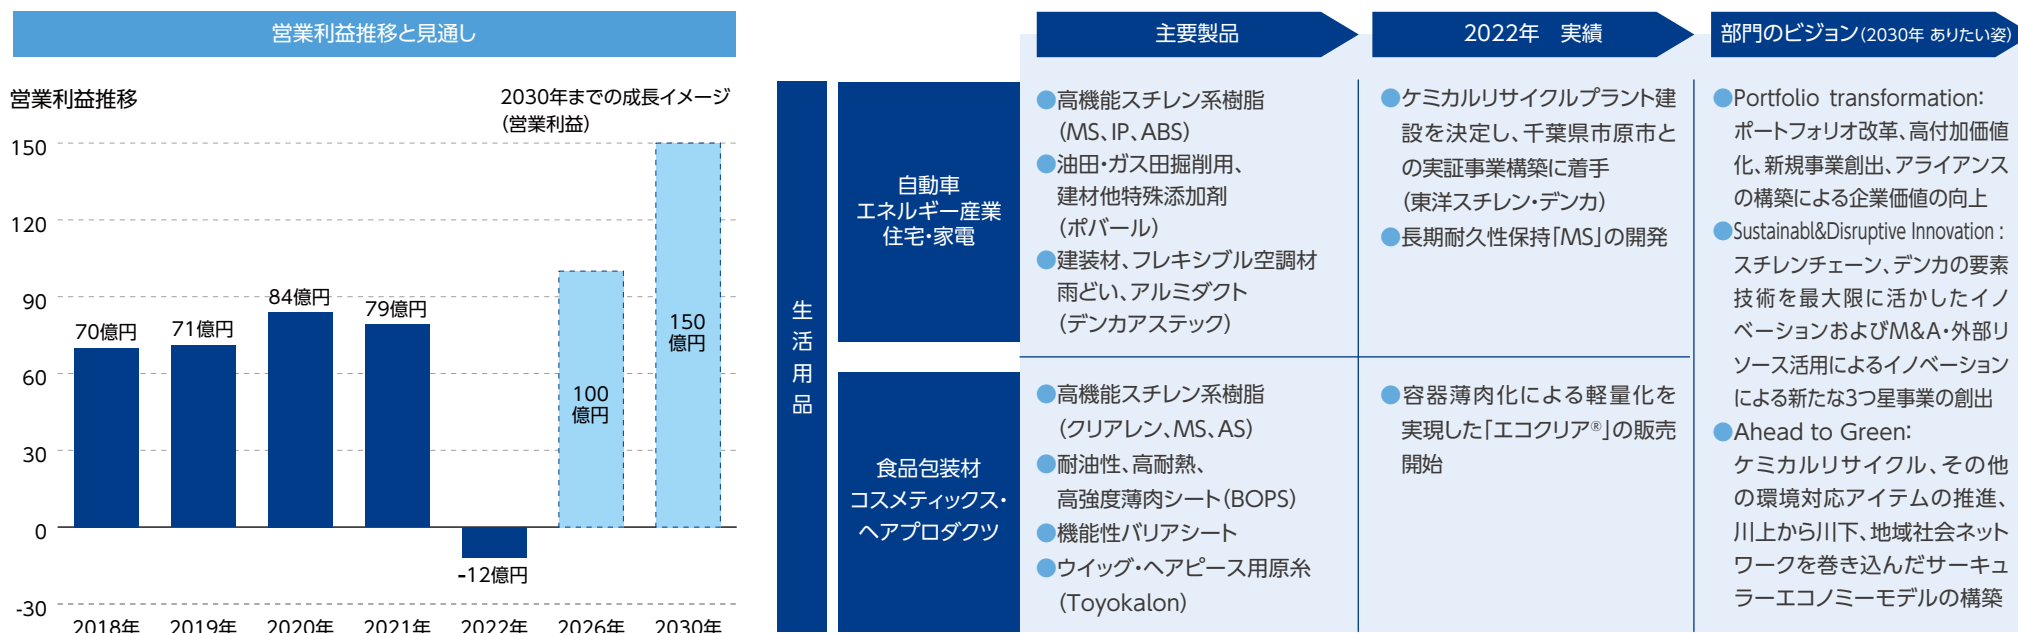 営業利益推移と見通し
営業利益推移
2030年までの成長イメージ
(営業利益)
150
120
90
60
30
0
-30
70億円
71億円
84億円
79億円
-12億円
100
億円
150
億円
2018年
2019年
2020年
2021年
2022年
2026年
2030年
主要製品
2022年 実績
部門のビジョン(2030年 ありたい姿)
生活用品
自動車
エネルギー産業
住宅・家電
●高機能スチレン系樹脂
(MS、IP、ABS)
●油田・ガス田掘削用、
建材他特殊添加剤
(ポバール)
●建装材、フレキシブル空調材
雨どい、アルミダクト
(デンカアステック)
●ケミカルリサイクルプラント建
設を決定し、千葉県市原市と
の実証事業構築に着手
(東洋スチレン・デンカ)
●長期耐久性保持「MS」の開発
食品包装材
コスメティックス・
ヘアプロダクツ
●高機能スチレン系樹脂
(クリアレン、MS、AS)
●耐油性、高耐熱、
高強度薄肉シート(BOPS)
●機能性バリアシート
●ウイッグ・ヘアピース用原糸
(Toyokalon)
●容器薄肉化による軽量化を
実現した「エコクリア®」の販売
開始
●Portfolio transformation:
ポートフォリオ改革、高付加価値
化、新規事業創出、アライアンス
の構築による企業価値の向上
●Sustainabl&Disruptive Innovation :
スチレンチェーン、デンカの要素
技術を最大限に活かしたイノ
ベーションおよびM&A・外部リ
ソース活用によるイノベーション
による新たな3つ星事業の創出
●Ahead to Green:
ケミカルリサイクル、その他
の環境対応アイテムの推進、
川上から川下、地域社会ネット
ワークを巻き込んだサーキュ
ラーエコノミーモデルの構築